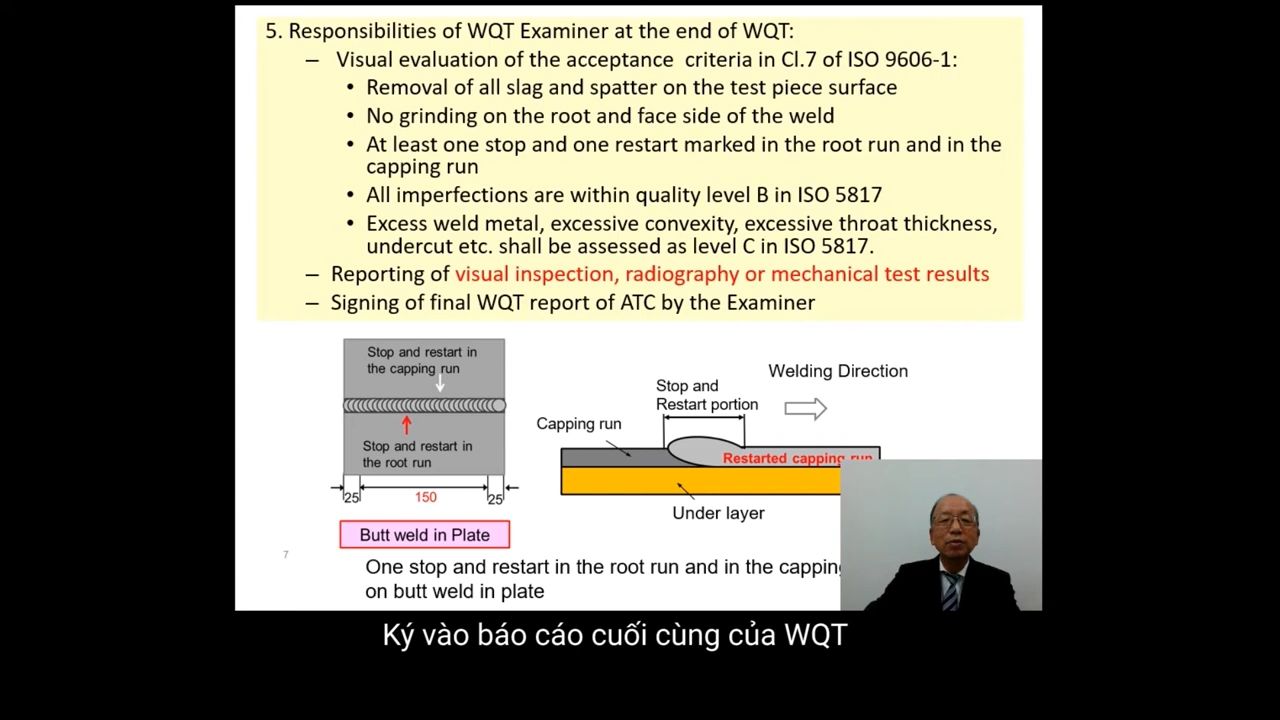 5. Responsibilities of WQT Examiner at the end of WQT:
– Visual evaluation of the acceptance criteria in Cl.7 of ISO 9606-1:
• Removal of all slag and spatter on the test piece surface
• No grinding on the root and face side of the weld
• At least one stop and one restart marked in the root run and in the
capping run
• All imperfections are within quality level B in ISO 5817
• Excess weld metal, excessive convexity, excessive throat thickness,
undercut etc. shall be assessed as level C in ISO 5817.
– Reporting of visual inspection, radiography or mechanical test results
– Signing of final WQT report of ATC by the Examiner
Stop and restart in
the capping run
Stop and restart in
the root run
25
150
25
Butt weld in Plate
Welding Direction
Stop and
Restart portion
Capping run
Restarted capping run
Under layer
7
One stop and restart in the root run and in the capping
on butt weld in plate
Ký vào báo cáo cuối cùng của WQT